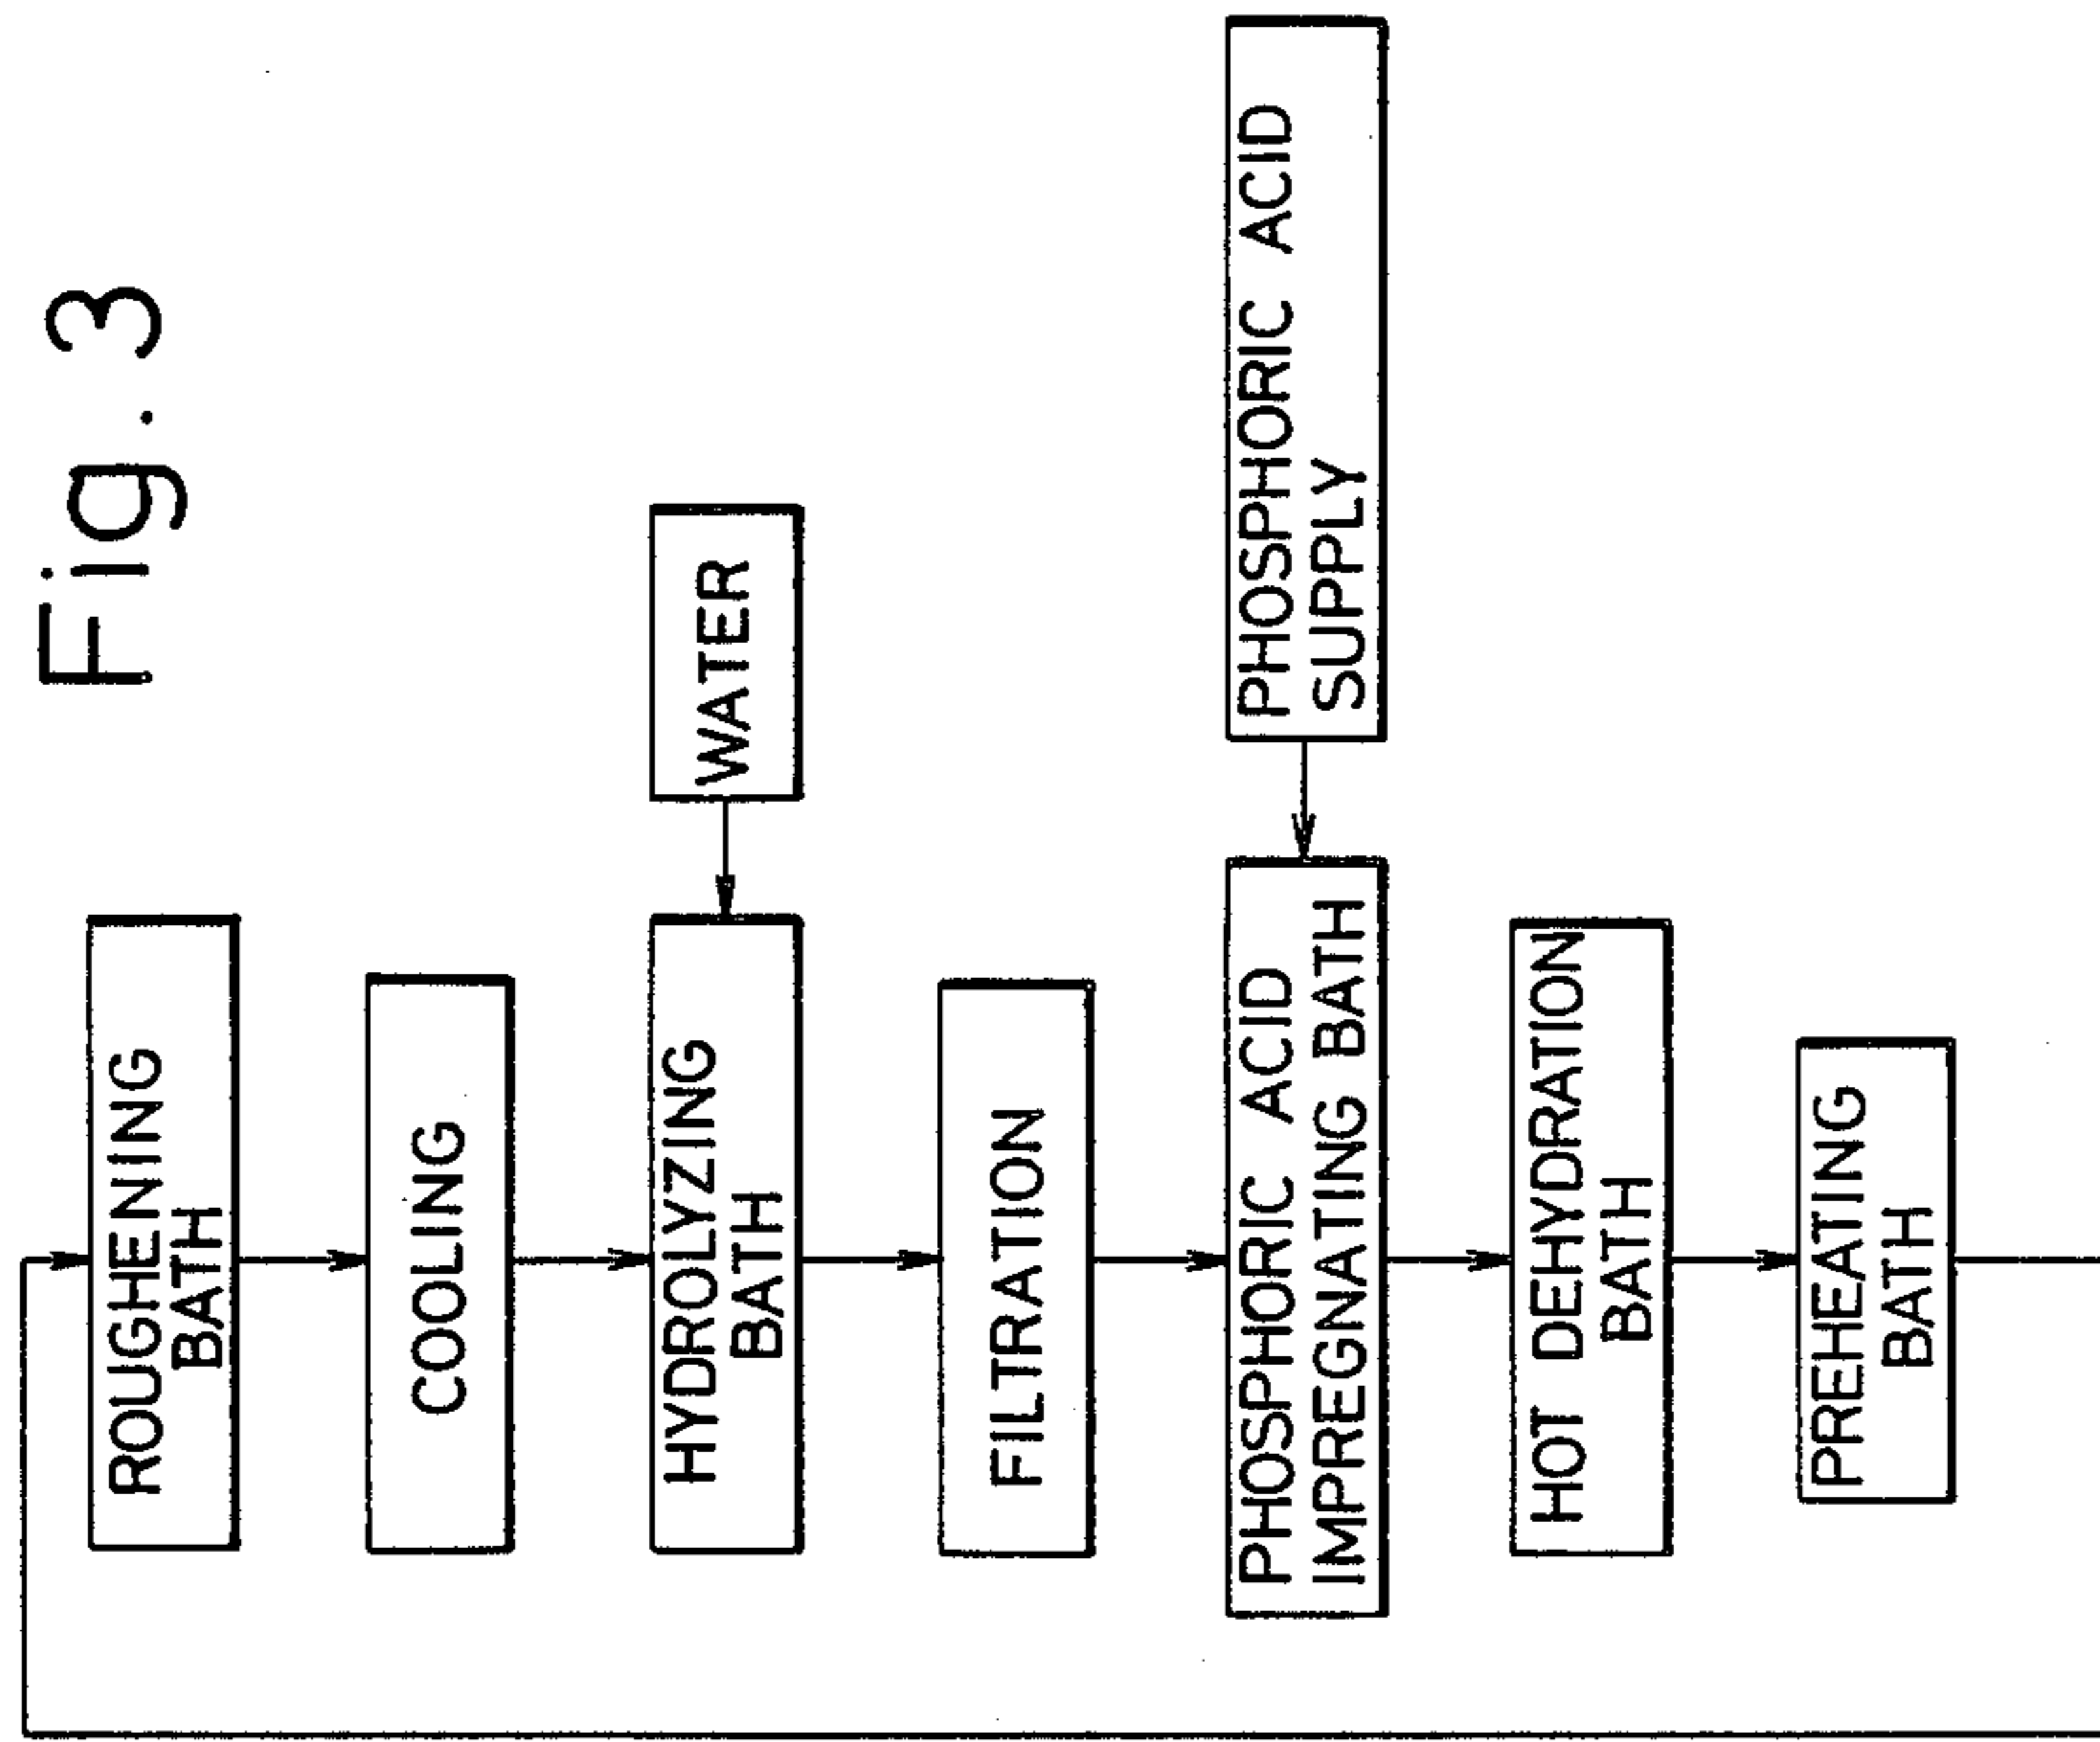 Fig. 3
ROUGHENING
BATH
COOLING
HYDROLYZING
BATH
WATER
FILTRATION
PHOSPHORIC ACID
IMPREGNATING BATH
PHOSPHORIC ACID
SUPPLY
HOT DEHYDRATION
BATH
PREHEATING
BATH